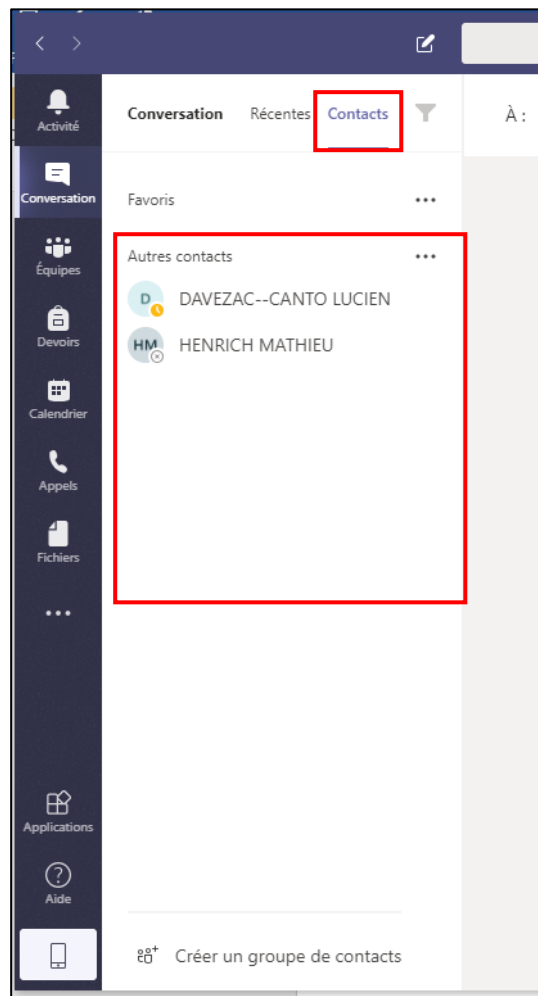 Activité
Conversation
Équipes
Devoirs
Calendrier
Appels
Fichiers
Applications
Aide
Conversation Récentes Contacts
À :
Favoris
Autres contacts
D DAVEZAC--CANTO LUCIEN
HM HENRICH MATHIEU
Créer un groupe de contacts